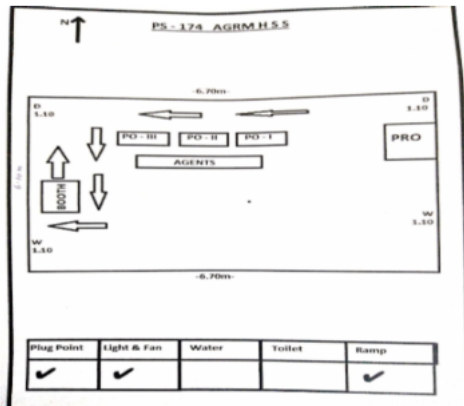 N
PS - 174 AGRM H S S
-6.70m-
D
1.10
D
1.10
PO - III
PO - II
PO - I
PRO
AGENTS
BOOTH
W
1.10
W
1.10
-6.70m-
Plug Point Light & Fan Water Toilet Ramp
✔ ✔ ✔